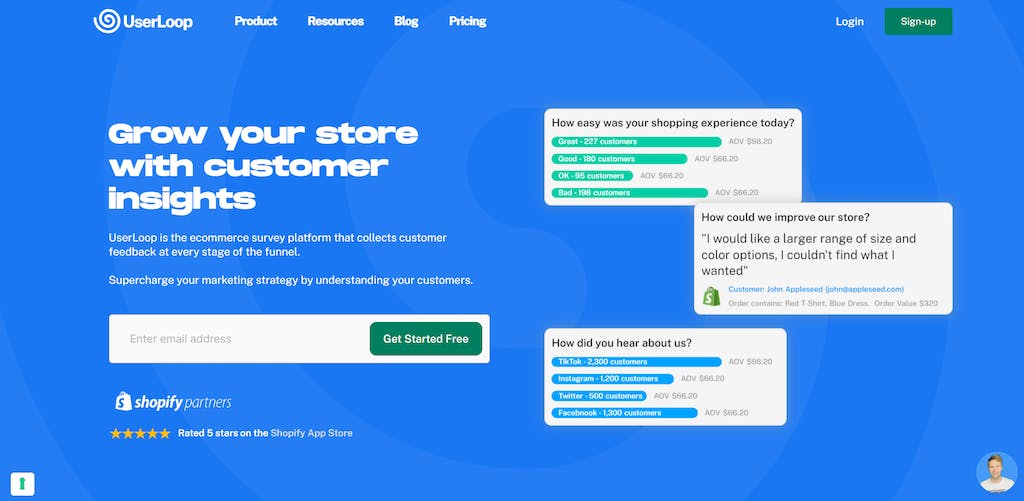 UserLoop
Product Resources Blog Pricing
Login
Sign-up
Grow your store
with customer
insights
UserLoop is the ecommerce survey platform that collects customer
feedback at every stage of the funnel.
Supercharge your marketing strategy by understanding your customers.
Enter email address
Get Started Free
shopify partners
Rated 5 stars on the Shopify App Store
How easy was your shopping experience today?
Great - 227 customers AOV $98.20
Good - 180 customers AOV $66.20
OK - 95 customers AOV $66.20
Bad - 198 customers AOV $66.20
How could we improve our store?
"I would like a larger range of size and
color options, I couldn't find what I
wanted"
Customer: John Appleseed (john@appleseed.com)
Order contains: Red T-Shirt, Blue Dress. Order Value $320
How did you hear about us?
TikTok - 2,300 customers AOV $98.20
Instagram - 1,200 customers AOV $66.20
Twitter - 500 customers AOV $66.20
Facebnook - 1,300 customers AOV $66.20